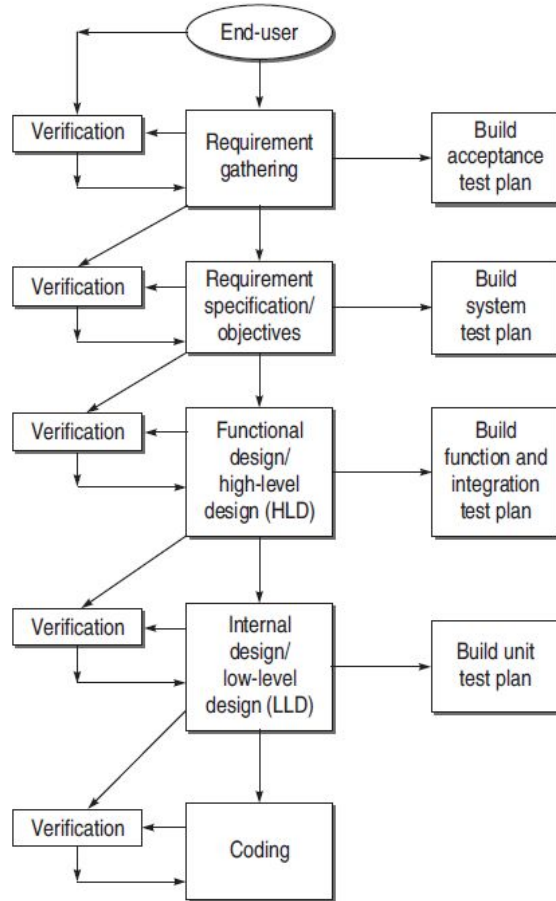 End-user
Verification
Requirement
gathering
Build
acceptance
test plan
Verification
Requirement
specification/
objectives
Build
system
test plan
Verification
Functional
design/
high-level
design (HLD)
Build
function and
integration
test plan
Verification
Internal
design/
low-level
design (LLD)
Build unit
test plan
Verification
Coding